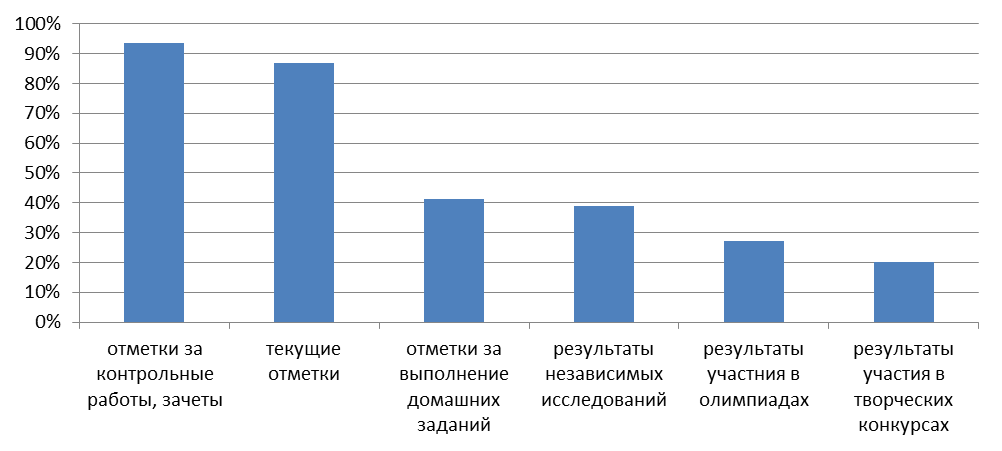 100%
90%
80%
70%
60%
50%
40%
30%
20%
10%
0%
отметки за
контрольные
работы, зачеты
текущие
отметки
отметки за
выполнение
домашних
заданий
результаты
независимых
исследований
результаты
участния в
олимпиадах
результаты
участия в
творческих
конкурсах